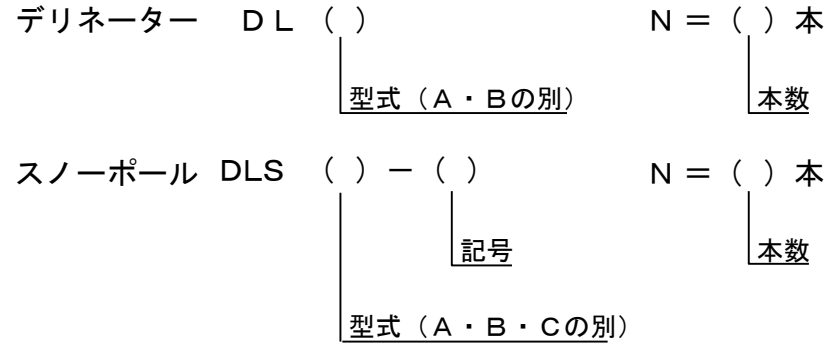 デリネーター　ＤＬ（　）　Ｎ＝（　）本
型式（Ａ・Ｂの別）　本数
スノーポール　DLS　（　）－（　）　Ｎ＝（　）本
記号　本数
型式（Ａ・Ｂ・Ｃの別）